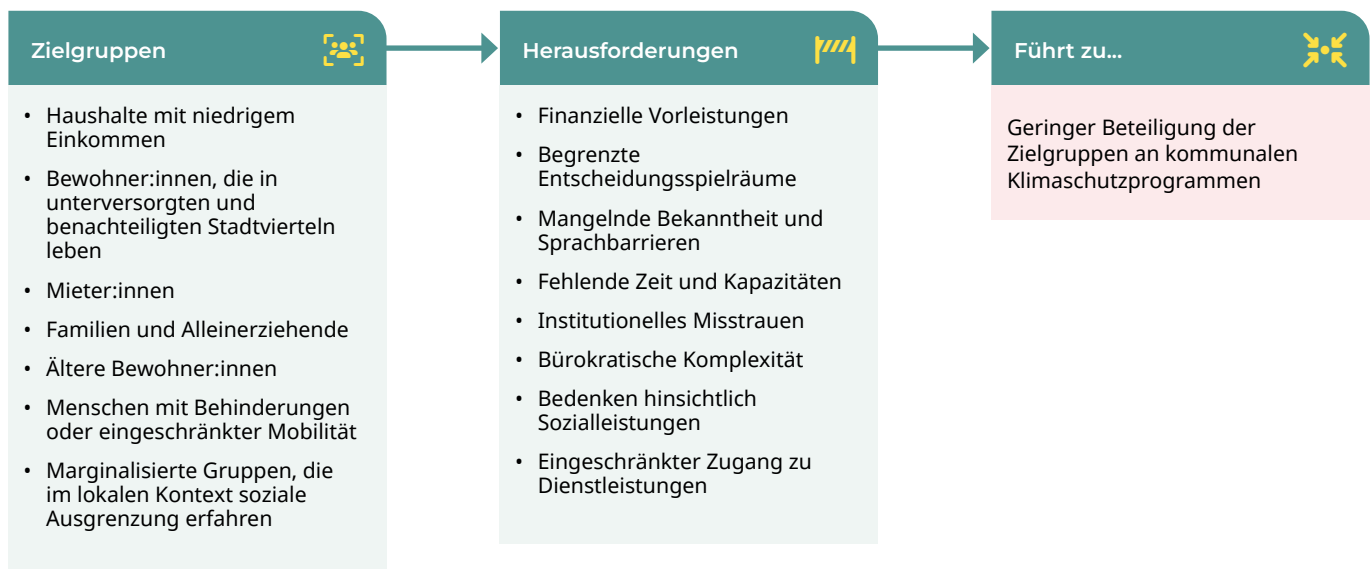 Zielgruppen
• Haushalte mit niedrigem
Einkommen
• Bewohner:innen, die in
unterversorgten und
benachteiligten Stadtvierteln
leben
• Mieter:innen
• Familien und Alleinerziehende
• Ältere Bewohner:innen
• Menschen mit Behinderungen
oder eingeschränkter Mobilität
• Marginalisierte Gruppen, die
im lokalen Kontext soziale
Ausgrenzung erfahren
Herausforderungen
• Finanzielle Vorleistungen
• Begrenzte
Entscheidungsspielräume
• Mangelnde Bekanntheit und
Sprachbarrieren
• Fehlende Zeit und Kapazitäten
• Institutionelles Misstrauen
• Bürokratische Komplexität
• Bedenken hinsichtlich
Sozialleistungen
• Eingeschränkter Zugang zu
Dienstleistungen
Führt zu...
Geringer Beteiligung der
Zielgruppen an kommunalen
Klimaschutzprogrammen